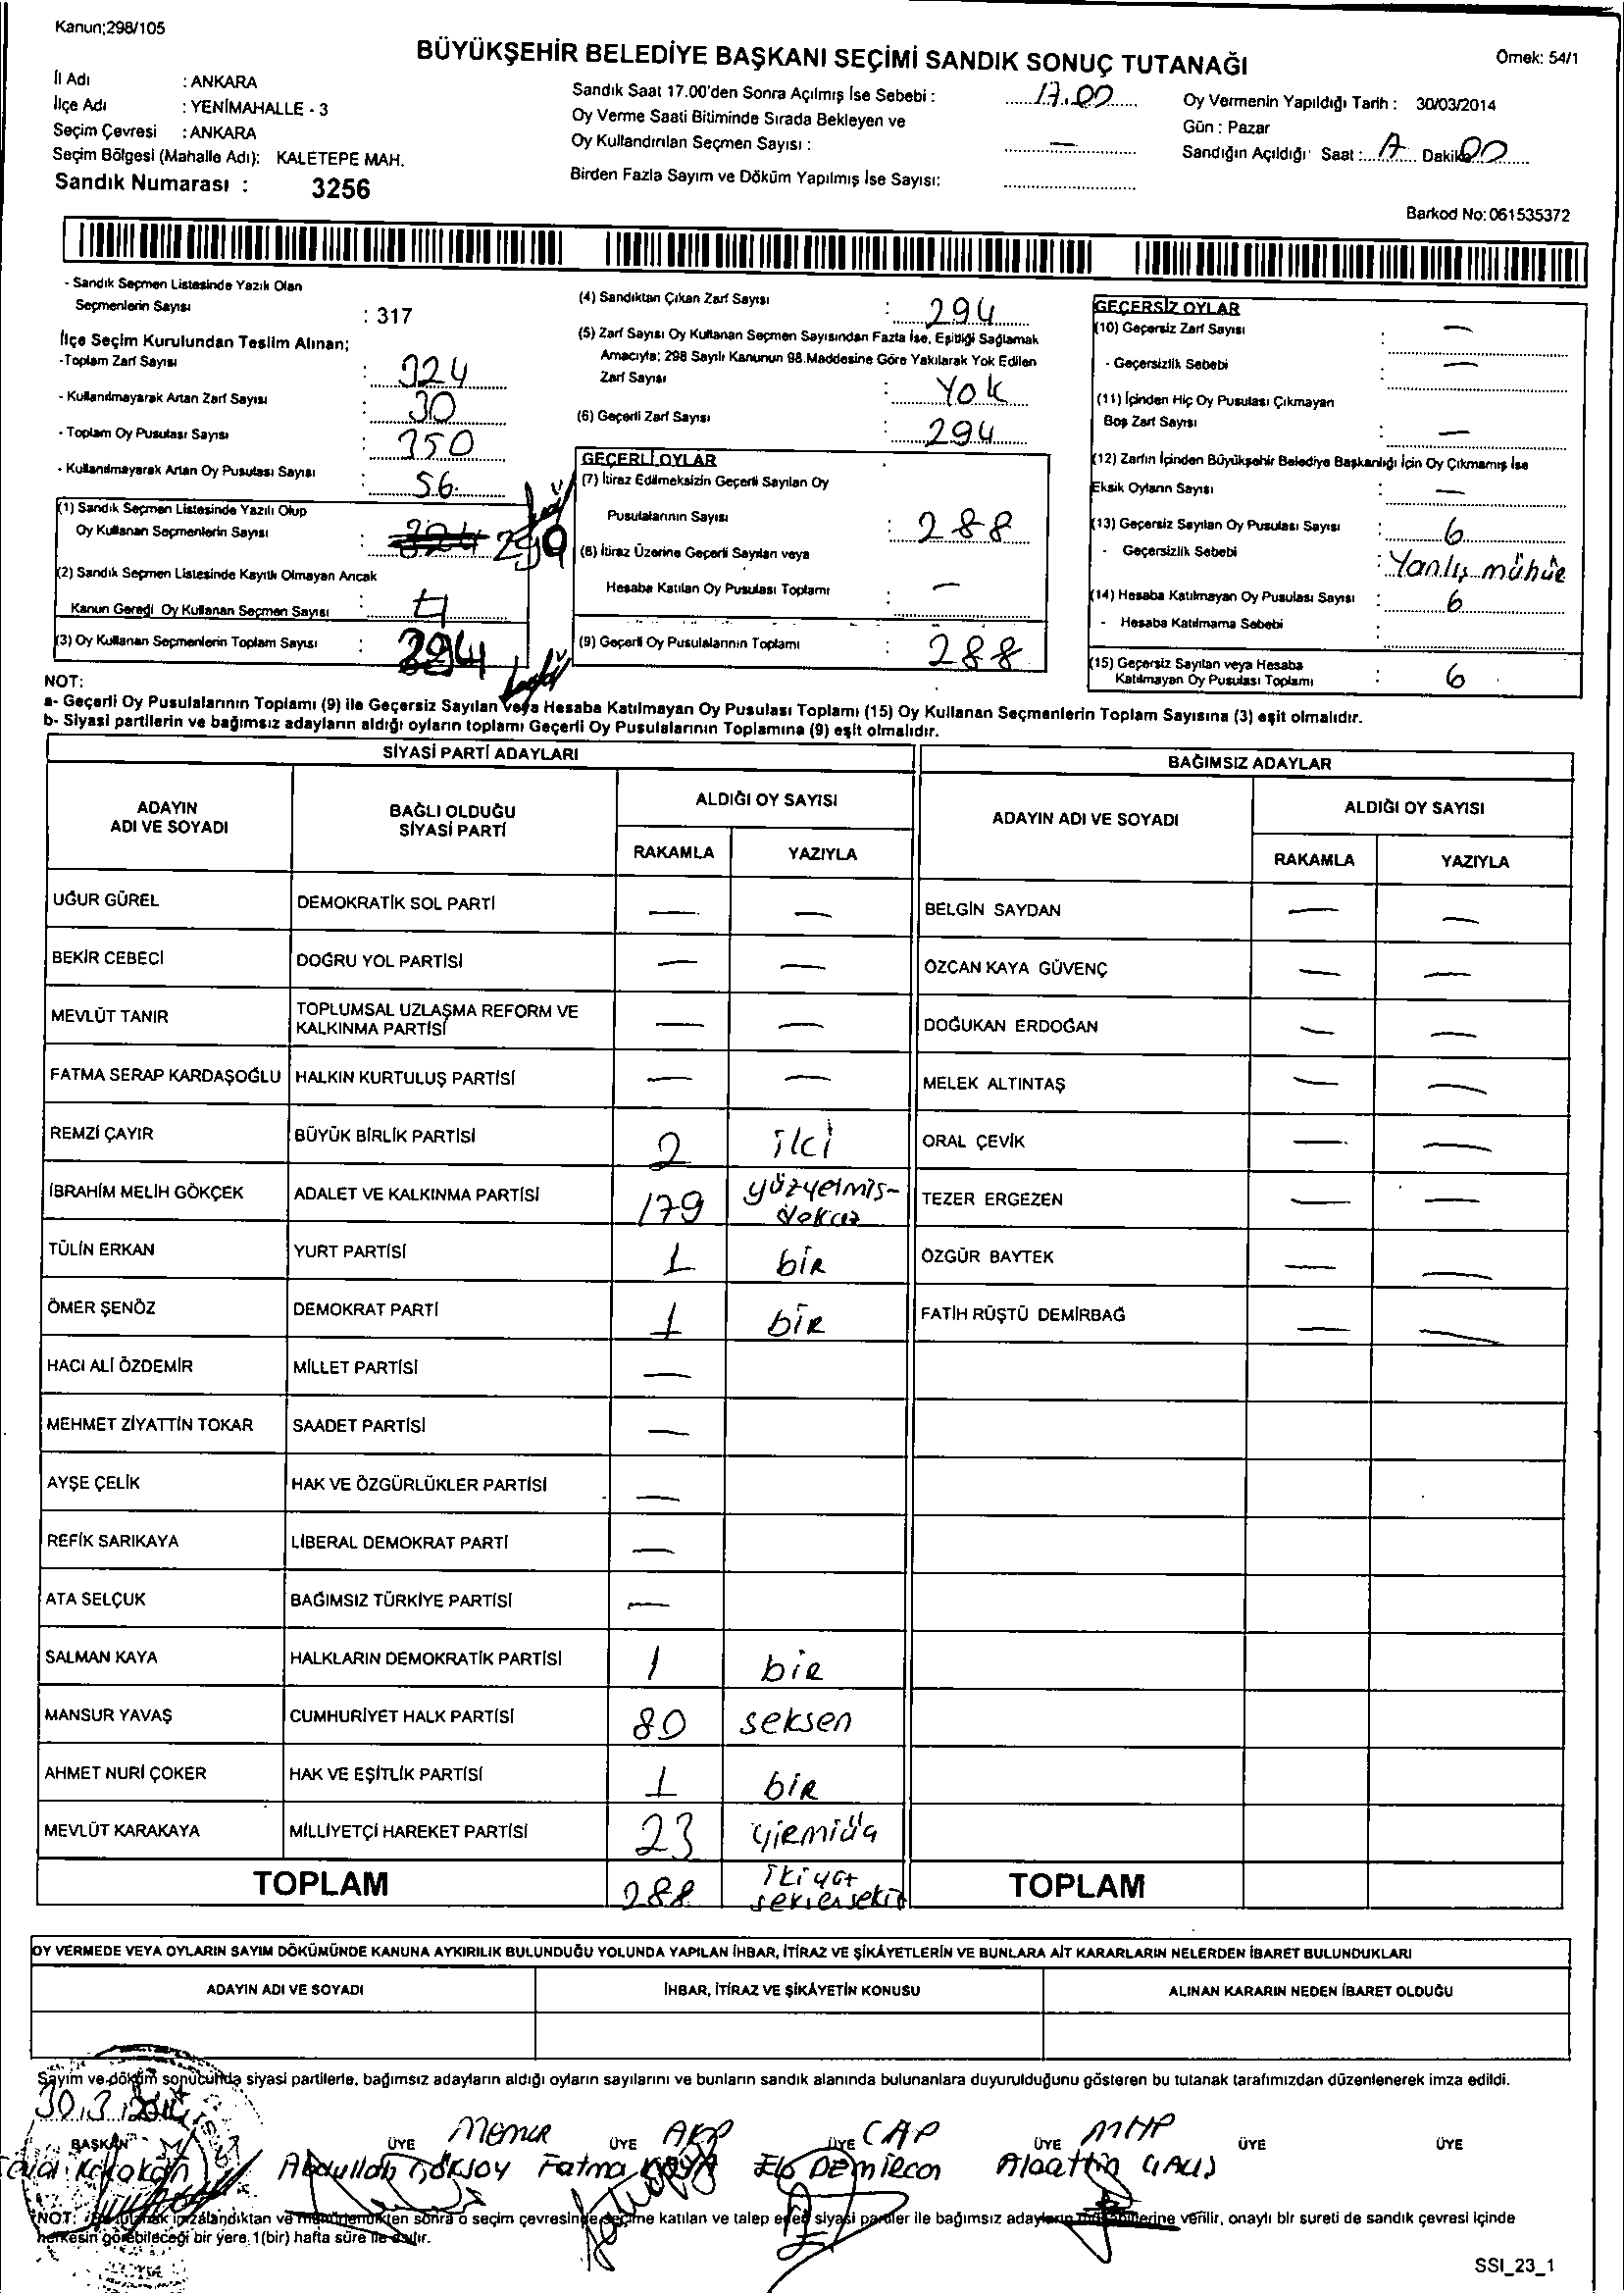 Kanun;298/105
BÜYÜKŞEHİR BELEDİYE BAŞKANI SEÇİMİ SANDIK SONUÇ TUTANAĞI
Örnek: 54/1
İl Adı : ANKARA
İlçe Adı : YENİMAHALLE - 3
Seçim Çevresi : ANKARA
Seçim Bölgesi (Mahalle Adı): KALETEPE MAH.
Sandık Numarası : 3256
Sandık Saat 17.00'den Sonra Açılmış İse Sebebi : 17.00
Oy Verme Saati Bitiminde Sırada Bekleyen ve
Oy Kullandırılan Seçmen Sayısı : —
Birden Fazla Sayım ve Döküm Yapılmış İse Sayısı:
Oy Vermenin Yapıldığı Tarih : 30/03/2014
Gün : Pazar
Sandığın Açıldığı Saat : 17 Dakika 00
Barkod No: 061535372
- Sandık Seçmen Listesinde Yazılı Olan
Seçmenlerin Sayısı : 317
İlçe Seçim Kurulundan Teslim Alınan;
-Toplam Zarf Sayısı : 324
- Kullanılmayarak Artan Zarf Sayısı : 30
- Toplam Oy Pusulası Sayısı : 350
- Kullanılmayarak Artan Oy Pusulası Sayısı : 56
(1) Sandık Seçmen Listesinde Yazılı Olup
Oy Kullanan Seçmenlerin Sayısı : 290
(2) Sandık Seçmen Listesinde Kayıtlı Olmayan Ancak
Kanun Gereği Oy Kullanan Seçmen Sayısı : 4
(3) Oy Kullanan Seçmenlerin Toplam Sayısı : 294
(4) Sandıktan Çıkan Zarf Sayısı : 294
(5) Zarf Sayısı Oy Kullanan Seçmen Sayısından Fazla İse, Eşitliği Sağlamak
Amacıyla; 298 Sayılı Kanunun 98.Maddesine Göre Yakılarak Yok Edilen
Zarf Sayısı : Yok
(6) Geçerli Zarf Sayısı : 294
GEÇERLİ OYLAR
(7) İtiraz Edilmeksizin Geçerli Sayılan Oy
Pusulalarının Sayısı : 288
(8) İtiraz Üzerine Geçerli Sayılan veya
Hesaba Katılan Oy Pusulası Toplamı : —
(9) Geçerli Oy Pusulalarının Toplamı : 288
GEÇERSİZ OYLAR
(10) Geçersiz Zarf Sayısı : —
- Geçersizlik Sebebi : —
(11) İçinden Hiç Oy Pusulası Çıkmayan
Boş Zarf Sayısı : —
(12) Zarfın İçinden Büyükşehir Belediye Başkanlığı İçin Oy Çıkmamış İse
Eksik Oyların Sayısı : —
(13) Geçersiz Sayılan Oy Pusulası Sayısı : 6
- Geçersizlik Sebebi : Yanlış mühür
(14) Hesaba Katılmayan Oy Pusulası Sayısı : 6
- Hesaba Katılmama Sebebi :
(15) Geçersiz Sayılan veya Hesaba
Katılmayan Oy Pusulası Toplamı : 6
NOT:
a- Geçerli Oy Pusulalarının Toplamı (9) ile Geçersiz Sayılan veya Hesaba Katılmayan Oy Pusulası Toplamı (15) Oy Kullanan Seçmenlerin Toplam Sayısına (3) eşit olmalıdır.
b- Siyasi partilerin ve bağımsız adayların aldığı oyların toplamı Geçerli Oy Pusulalarının Toplamına (9) eşit olmalıdır.
SİYASİ PARTİ ADAYLARI
ADAYIN ADI VE SOYADI
BAĞLI OLDUĞU SİYASİ PARTİ
ALDIĞI OY SAYISI
RAKAMLA YAZIYLA
UĞUR GÜREL DEMOKRATİK SOL PARTİ — —
BEKİR CEBECİ DOĞRU YOL PARTİSİ — —
MEVLÜT TANIR TOPLUMSAL UZLAŞMA REFORM VE KALKINMA PARTİSİ — —
FATMA SERAP KARDAŞOĞLU HALKIN KURTULUŞ PARTİSİ — —
REMZİ ÇAYIR BÜYÜK BİRLİK PARTİSİ 2 iki
İBRAHİM MELİH GÖKÇEK ADALET VE KALKINMA PARTİSİ 179 yüzyetmiş-dokuz
TÜLİN ERKAN YURT PARTİSİ 1 bir
ÖMER ŞENÖZ DEMOKRAT PARTİ 1 bir
HACI ALİ ÖZDEMİR MİLLET PARTİSİ —
MEHMET ZİYATTİN TOKAR SAADET PARTİSİ —
AYŞE ÇELİK HAK VE ÖZGÜRLÜKLER PARTİSİ —
REFİK SARIKAYA LİBERAL DEMOKRAT PARTİ —
ATA SELÇUK BAĞIMSIZ TÜRKİYE PARTİSİ —
SALMAN KAYA HALKLARIN DEMOKRATİK PARTİSİ 1 bir
MANSUR YAVAŞ CUMHURİYET HALK PARTİSİ 80 seksen
AHMET NURİ ÇOKER HAK VE EŞİTLİK PARTİSİ 1 bir
MEVLÜT KARAKAYA MİLLİYETÇİ HAREKET PARTİSİ 23 yirmiüç
TOPLAM 288 ikiyüz seksensekiz
BAĞIMSIZ ADAYLAR
ADAYIN ADI VE SOYADI
ALDIĞI OY SAYISI
RAKAMLA YAZIYLA
BELGİN SAYDAN — —
ÖZCAN KAYA GÜVENÇ — —
DOĞUKAN ERDOĞAN — —
MELEK ALTINTAŞ — —
ORAL ÇEVİK — —
TEZER ERGEZEN — —
ÖZGÜR BAYTEK — —
FATİH RÜŞTÜ DEMİRBAĞ — —
TOPLAM
OY VERMEDE VEYA OYLARIN SAYIM DÖKÜMÜNDE KANUNA AYKIRILIK BULUNDUĞU YOLUNDA YAPILAN İHBAR, İTİRAZ VE ŞİKÂYETLERİN VE BUNLARA AİT KARARLARIN NELERDEN İBARET BULUNDUKLARI
ADAYIN ADI VE SOYADI İHBAR, İTİRAZ VE ŞİKÂYETİN KONUSU ALINAN KARARIN NEDEN İBARET OLDUĞU
Sayım ve döküm sonucunda siyasi partilerle, bağımsız adayların aldığı oyların sayılarını ve bunların sandık alanında bulunanlara duyurulduğunu gösteren bu tutanak tarafımızdan düzenlenerek imza edildi.
30.3.2014
BAŞKAN ÜYE Memur ÜYE AKP ÜYE ÜYE MHP ÜYE ÜYE
Abdullah Göksoy Fatma Elif Demircan Alaattin
NOT: Bu tutanak imzalandıktan ve mühürlendikten sonra o seçim çevresinde seçime katılan ve talep eden siyasi partiler ile bağımsız adayların müşahitlerine verilir, onaylı bir sureti de sandık çevresi içinde
herkesin görebileceği bir yere 1(bir) hafta süre ile asılır.
SSI_23_1